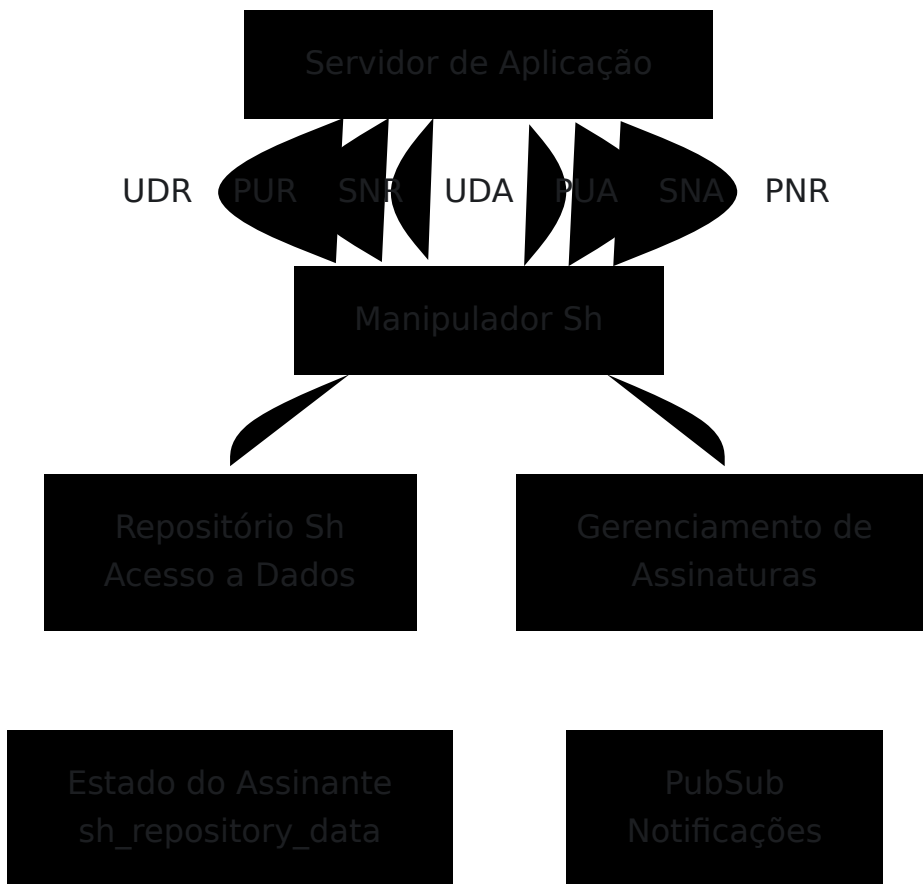 Servidor de Aplicação
UDR PUR SNR UDA PUA SNA PNR
Manipulador Sh
Repositório Sh
Acesso a Dados
Gerenciamento de
Assinaturas
Estado do Assinante
sh_repository_data
PubSub
Notificações